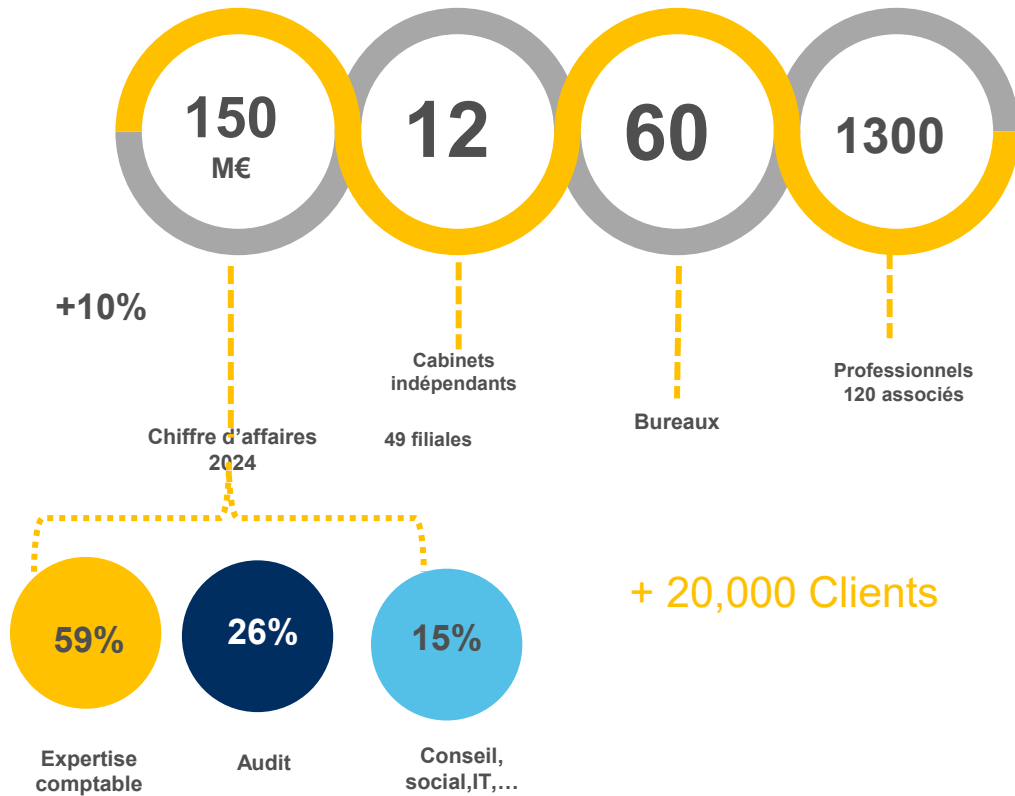 150
M€
12
60
1300
+10%
Cabinets
indépendants
Professionnels
120 associés
Bureaux
Chiffre d'affaires
2024
49 filiales
+ 20,000 Clients
59%
26%
15%
Expertise
comptable
Audit
Conseil,
social,IT,…